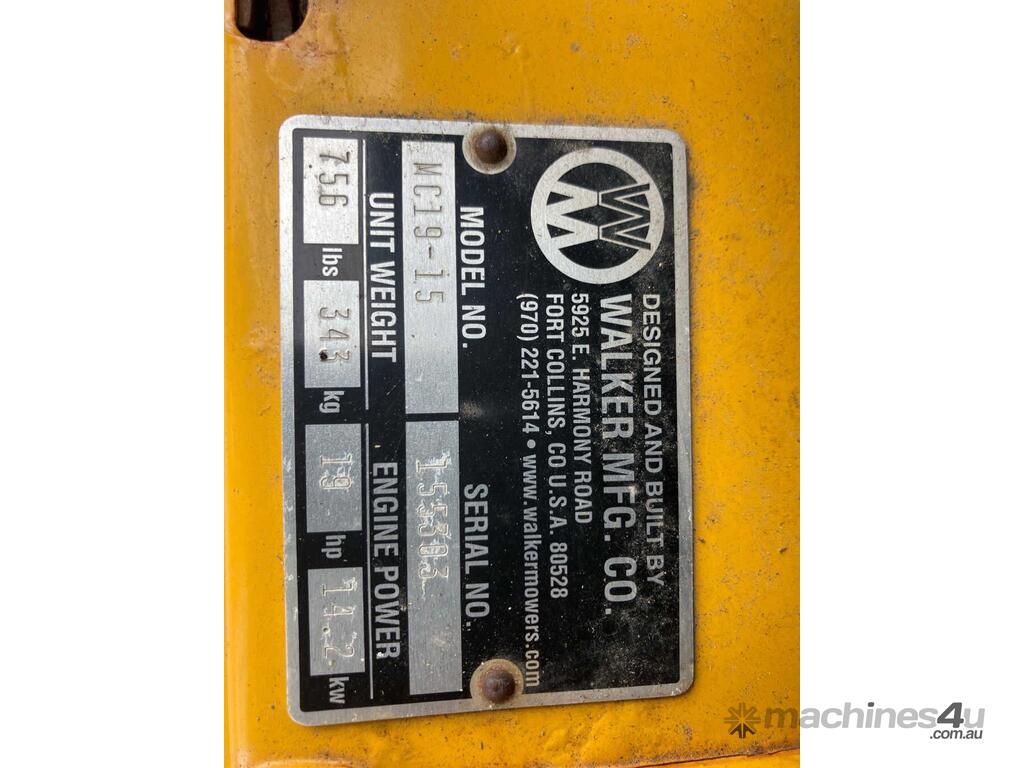 DESIGNED AND BUILT BY
WALKER MFG. CO.
5925 E. HARMONY ROAD
FORT COLLINS, CO U.S.A. 80528
(970) 221-5614 • www.walkermowers.com
MODEL NO. SERIAL NO.
MC19-15 155303
UNIT WEIGHT ENGINE POWER
756 lbs 343 kg 19 hp 14.2 kw
machines4u
.com.au